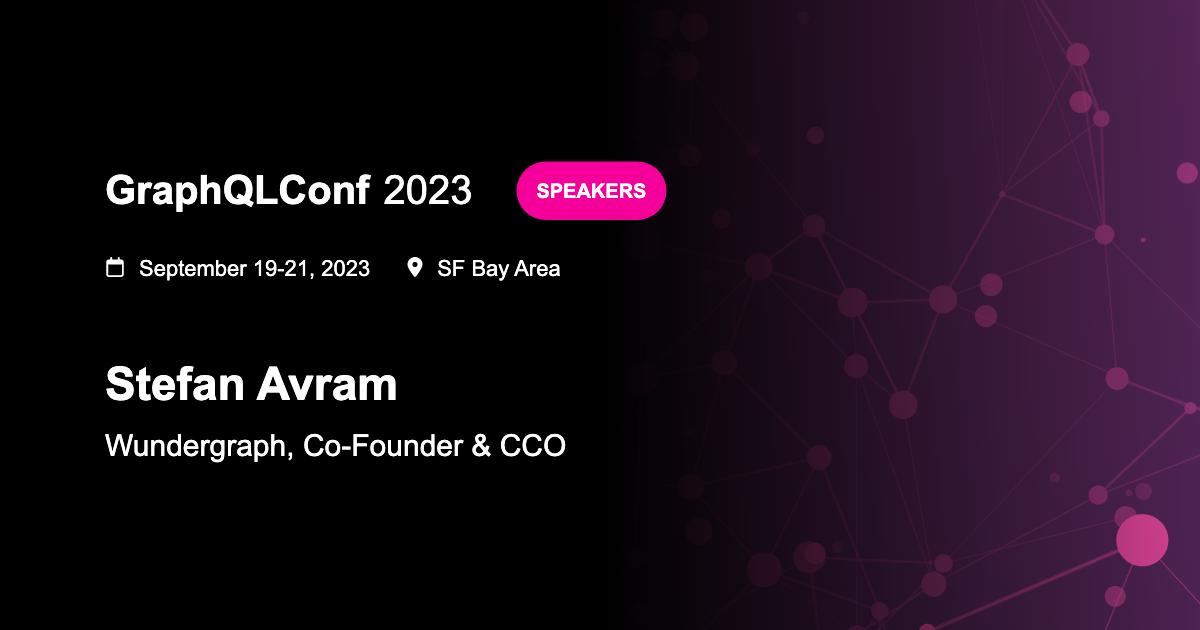 GraphQLConf 2023 SPEAKERS
September 19-21, 2023 SF Bay Area
Stefan Avram
Wundergraph, Co-Founder & CCO